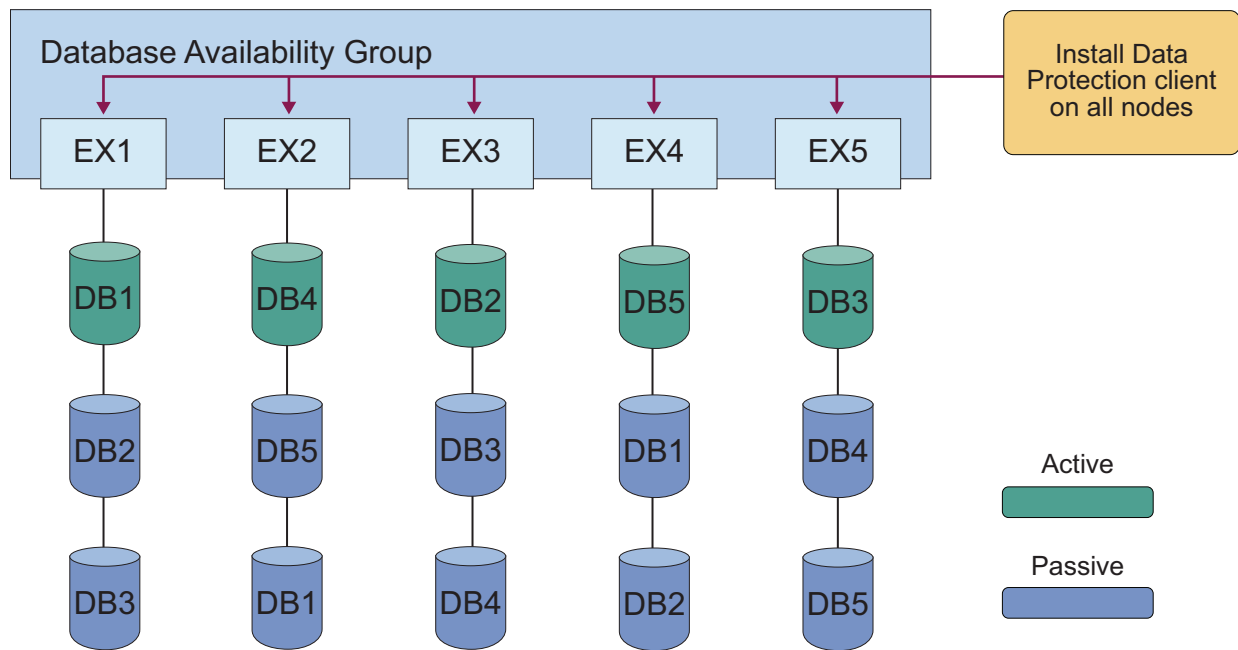 Database Availability Group
Install Data
Protection client
on all nodes
EX1
EX2
EX3
EX4
EX5
DB1
DB4
DB2
DB5
DB3
DB2
DB5
DB3
DB1
DB4
Active
DB3
DB1
DB4
DB2
DB5
Passive